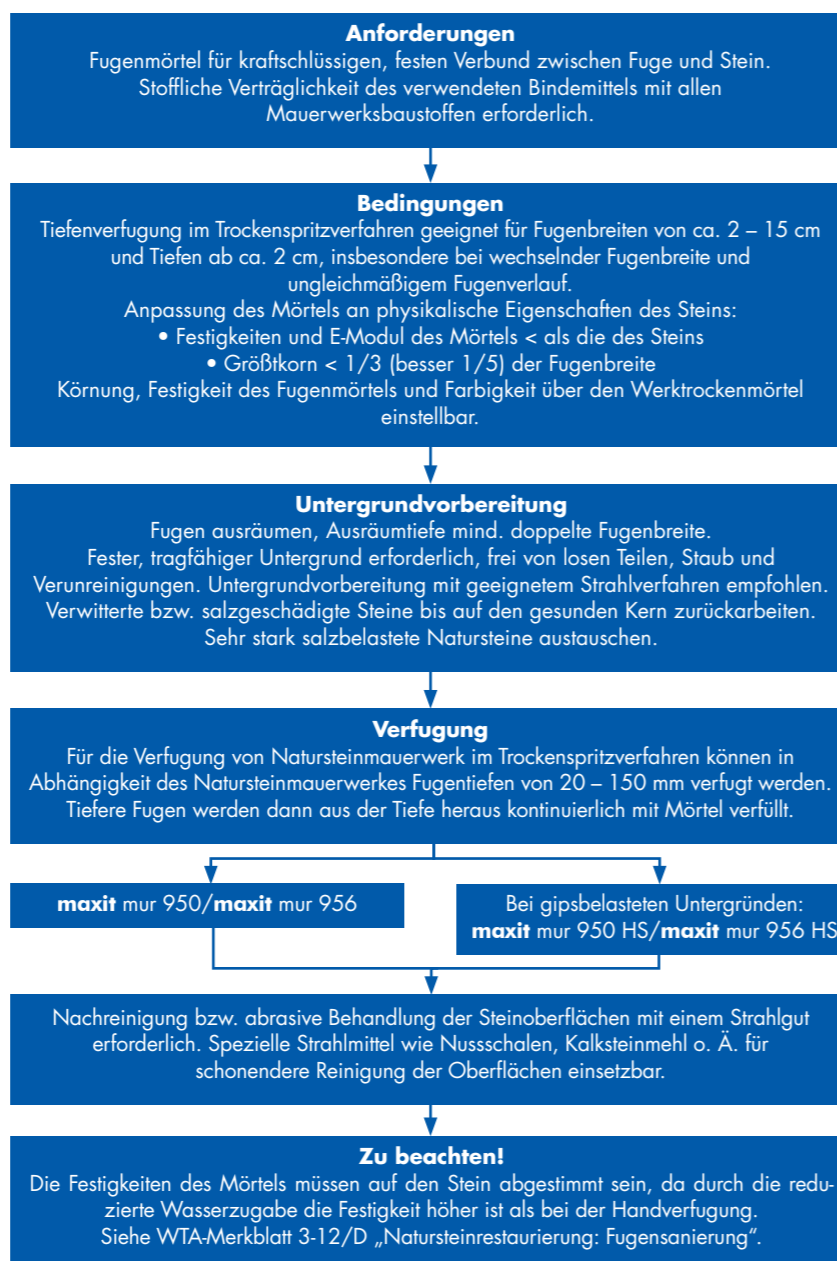 Anforderungen
Fugenmörtel für kraftschlüssigen, festen Verbund zwischen Fuge und Stein.
Stoffliche Verträglichkeit des verwendeten Bindemittels mit allen
Mauerwerksbaustoffen erforderlich.
Bedingungen
Tiefenverfugung im Trockenspritzverfahren geeignet für Fugenbreiten von ca. 2 – 15 cm
und Tiefen ab ca. 2 cm, insbesondere bei wechselnder Fugenbreite und
ungleichmäßigem Fugenverlauf.
Anpassung des Mörtels an physikalische Eigenschaften des Steins:
• Festigkeiten und E-Modul des Mörtels < als die des Steins
• Größtkorn < 1/3 (besser 1/5) der Fugenbreite
Körnung, Festigkeit des Fugenmörtels und Farbigkeit über den Werktrockenmörtel
einstellbar.
Untergrundvorbereitung
Fugen ausräumen, Ausräumtiefe mind. doppelte Fugenbreite.
Fester, tragfähiger Untergrund erforderlich, frei von losen Teilen, Staub und
Verunreinigungen. Untergrundvorbereitung mit geeignetem Strahlverfahren empfohlen.
Verwitterte bzw. salzgeschädigte Steine bis auf den gesunden Kern zurückarbeiten.
Sehr stark salzbelastete Natursteine austauschen.
Verfugung
Für die Verfugung von Natursteinmauerwerk im Trockenspritzverfahren können in
Abhängigkeit des Natursteinmauerwerkes Fugentiefen von 20 – 150 mm verfugt werden.
Tiefere Fugen werden dann aus der Tiefe heraus kontinuierlich mit Mörtel verfüllt.
maxit mur 950/maxit mur 956
Bei gipsbelasteten Untergründen:
maxit mur 950 HS/maxit mur 956 HS
Nachreinigung bzw. abrasive Behandlung der Steinoberflächen mit einem Strahlgut
erforderlich. Spezielle Strahlmittel wie Nussschalen, Kalksteinmehl o. Ä. für
schonendere Reinigung der Oberflächen einsetzbar.
Zu beachten!
Die Festigkeiten des Mörtels müssen auf den Stein abgestimmt sein, da durch die redu-
zierte Wasserzugabe die Festigkeit höher ist als bei der Handverfugung.
Siehe WTA-Merkblatt 3-12/D „Natursteinrestaurierung: Fugensanierung“.